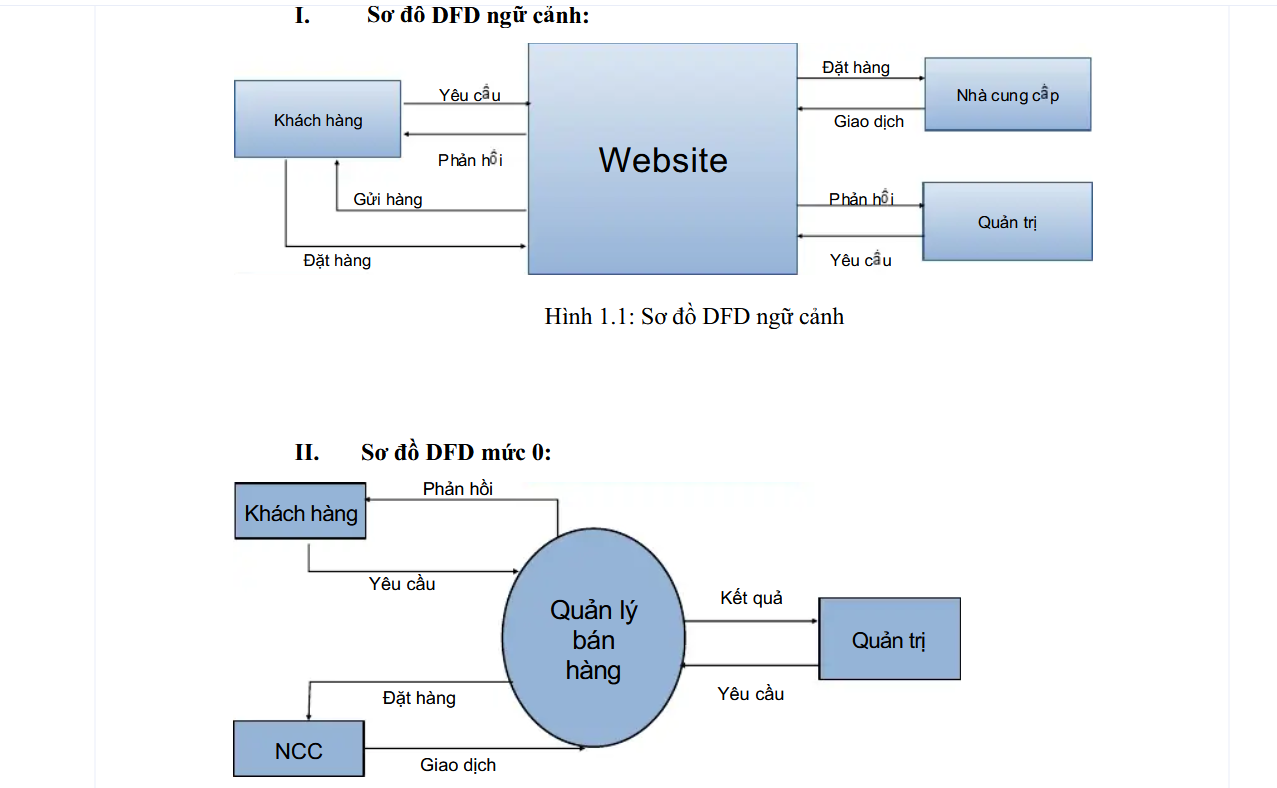 I. Sơ đồ DFD ngữ cảnh:
Khách hàng
Yêu cầu
Phản hồi
Gửi hàng
Đặt hàng
Website
Đặt hàng
Giao dịch
Nhà cung cấp
Phản hồi
Yêu cầu
Quản trị
Hình 1.1: Sơ đồ DFD ngữ cảnh
II. Sơ đồ DFD mức 0:
Khách hàng
Phản hồi
Yêu cầu
Quản lý
bán
hàng
Kết quả
Yêu cầu
Quản trị
Đặt hàng
NCC
Giao dịch